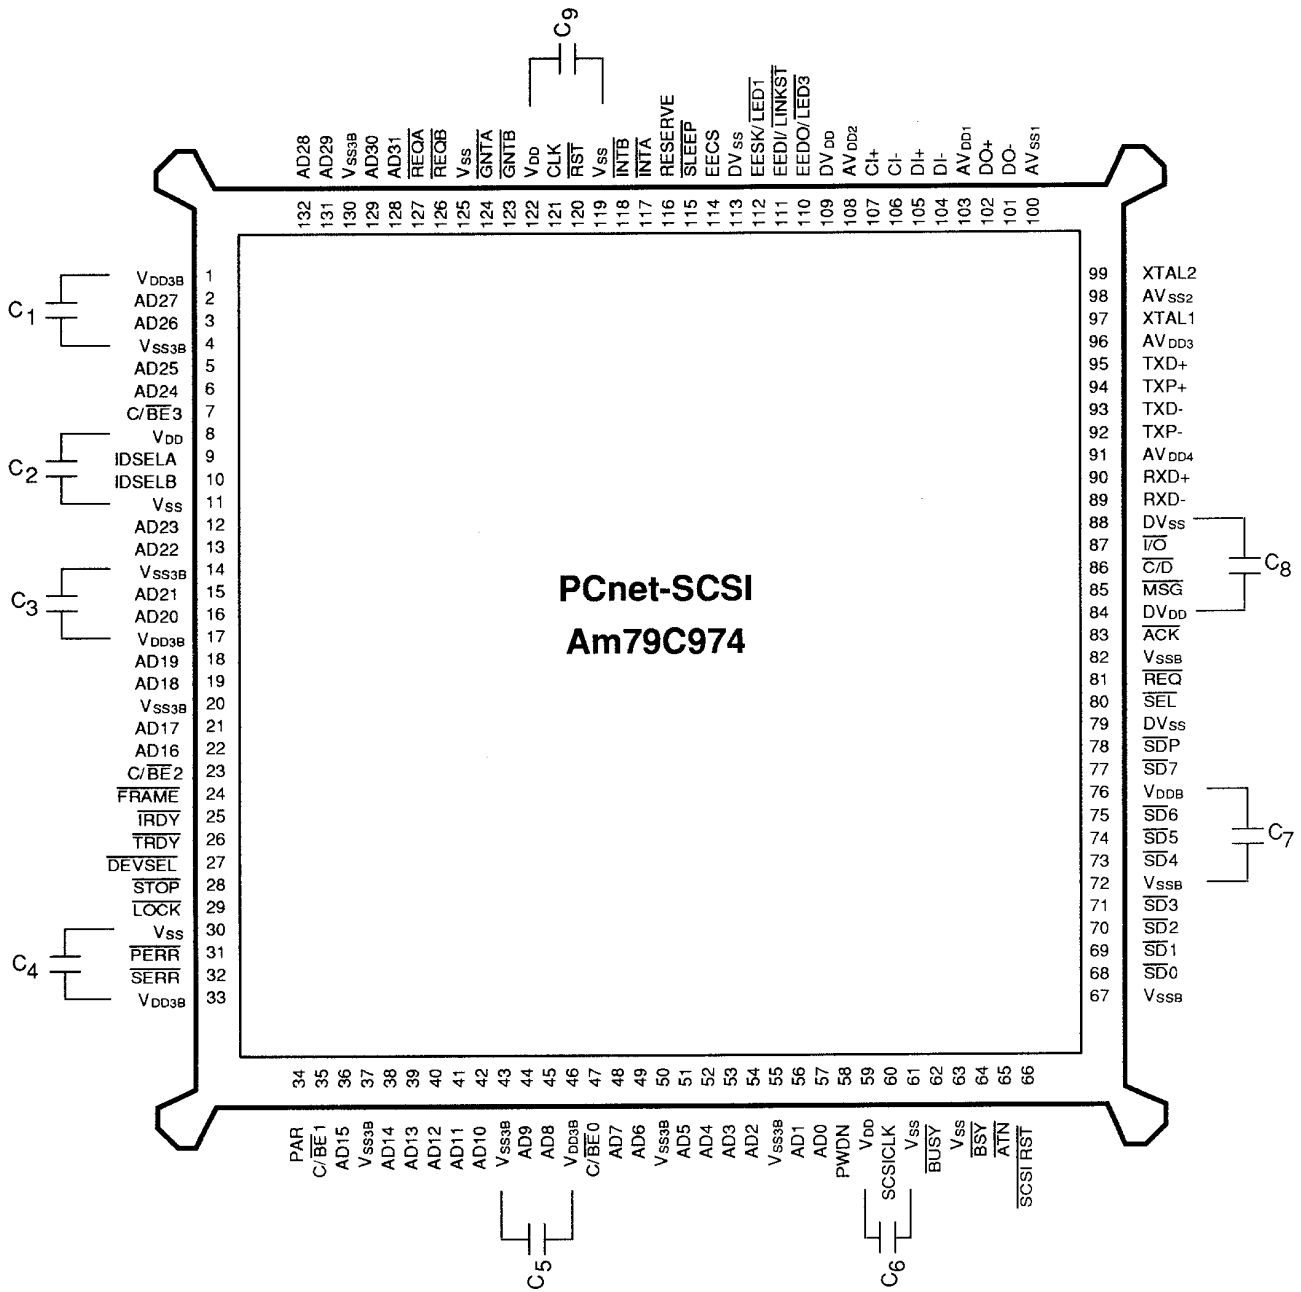 C9
AD28
AD29
VSS3B
AD30
AD31
REQA
REQB
VSS
GNTA
GNTB
VDD
CLK
RST
VSS
INTB
INTA
RESERVE
SLEEP
EECS
DVSS
EESK/LED1
EEDI/LINKST
EEDO/LED3
DVDD
AVDD2
CI+
CI-
DI+
DI-
AVDD1
DO+
DO-
AVSS1
132
131
130
129
128
127
126
125
124
123
122
121
120
119
118
117
116
115
114
113
112
111
110
109
108
107
106
105
104
103
102
101
100
C1
C2
C3
C4
VDD3B 1
AD27 2
AD26 3
VSS3B 4
AD25 5
AD24 6
C/BE3 7
VDD 8
IDSELA 9
IDSELB 10
VSS 11
AD23 12
AD22 13
VSS3B 14
AD21 15
AD20 16
VDD3B 17
AD19 18
AD18 19
VSS3B 20
AD17 21
AD16 22
C/BE2 23
FRAME 24
IRDY 25
TRDY 26
DEVSEL 27
STOP 28
LOCK 29
VSS 30
PERR 31
SERR 32
VDD3B 33
PCnet-SCSI
Am79C974
99 XTAL2
98 AVSS2
97 XTAL1
96 AVDD3
95 TXD+
94 TXP+
93 TXD-
92 TXP-
91 AVDD4
90 RXD+
89 RXD-
88 DVSS
87 I/O
86 C/D
85 MSG
84 DVDD
83 ACK
82 VSSB
81 REQ
80 SEL
79 DVSS
78 SDP
77 SD7
76 VDDB
75 SD6
74 SD5
73 SD4
72 VSSB
71 SD3
70 SD2
69 SD1
68 SD0
67 VSSB
C8
C7
34
35
36
37
38
39
40
41
42
43
44
45
46
47
48
49
50
51
52
53
54
55
56
57
58
59
60
61
62
63
64
65
66
PAR
C/BE1
AD15
VSS3B
AD14
AD13
AD12
AD11
AD10
VSS3B
AD9
AD8
VDD3B
C/BE0
AD7
AD6
VSS3B
AD5
AD4
AD3
AD2
VSS3B
AD1
AD0
PWDN
VDD
SCSICLK
VSS
BUSY
VSS
BSY
ATN
SCSI RST
C5
C6